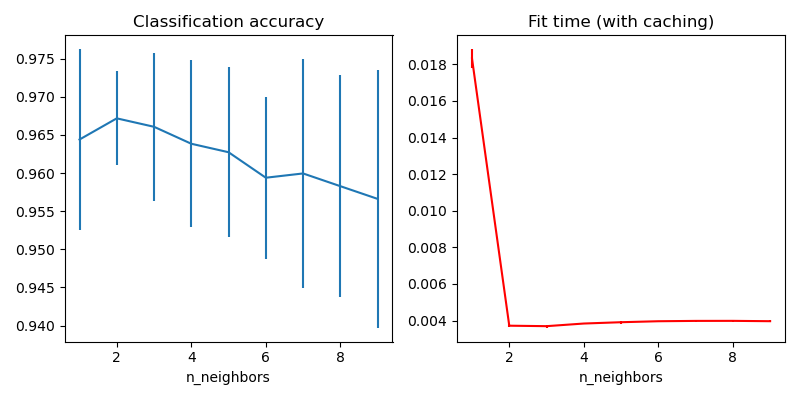 Classification accuracy
0.975
0.970
0.965
0.960
0.955
0.950
0.945
0.940
2 4 6 8
n_neighbors
Fit time (with caching)
0.018
0.016
0.014
0.012
0.010
0.008
0.006
0.004
2 4 6 8
n_neighbors